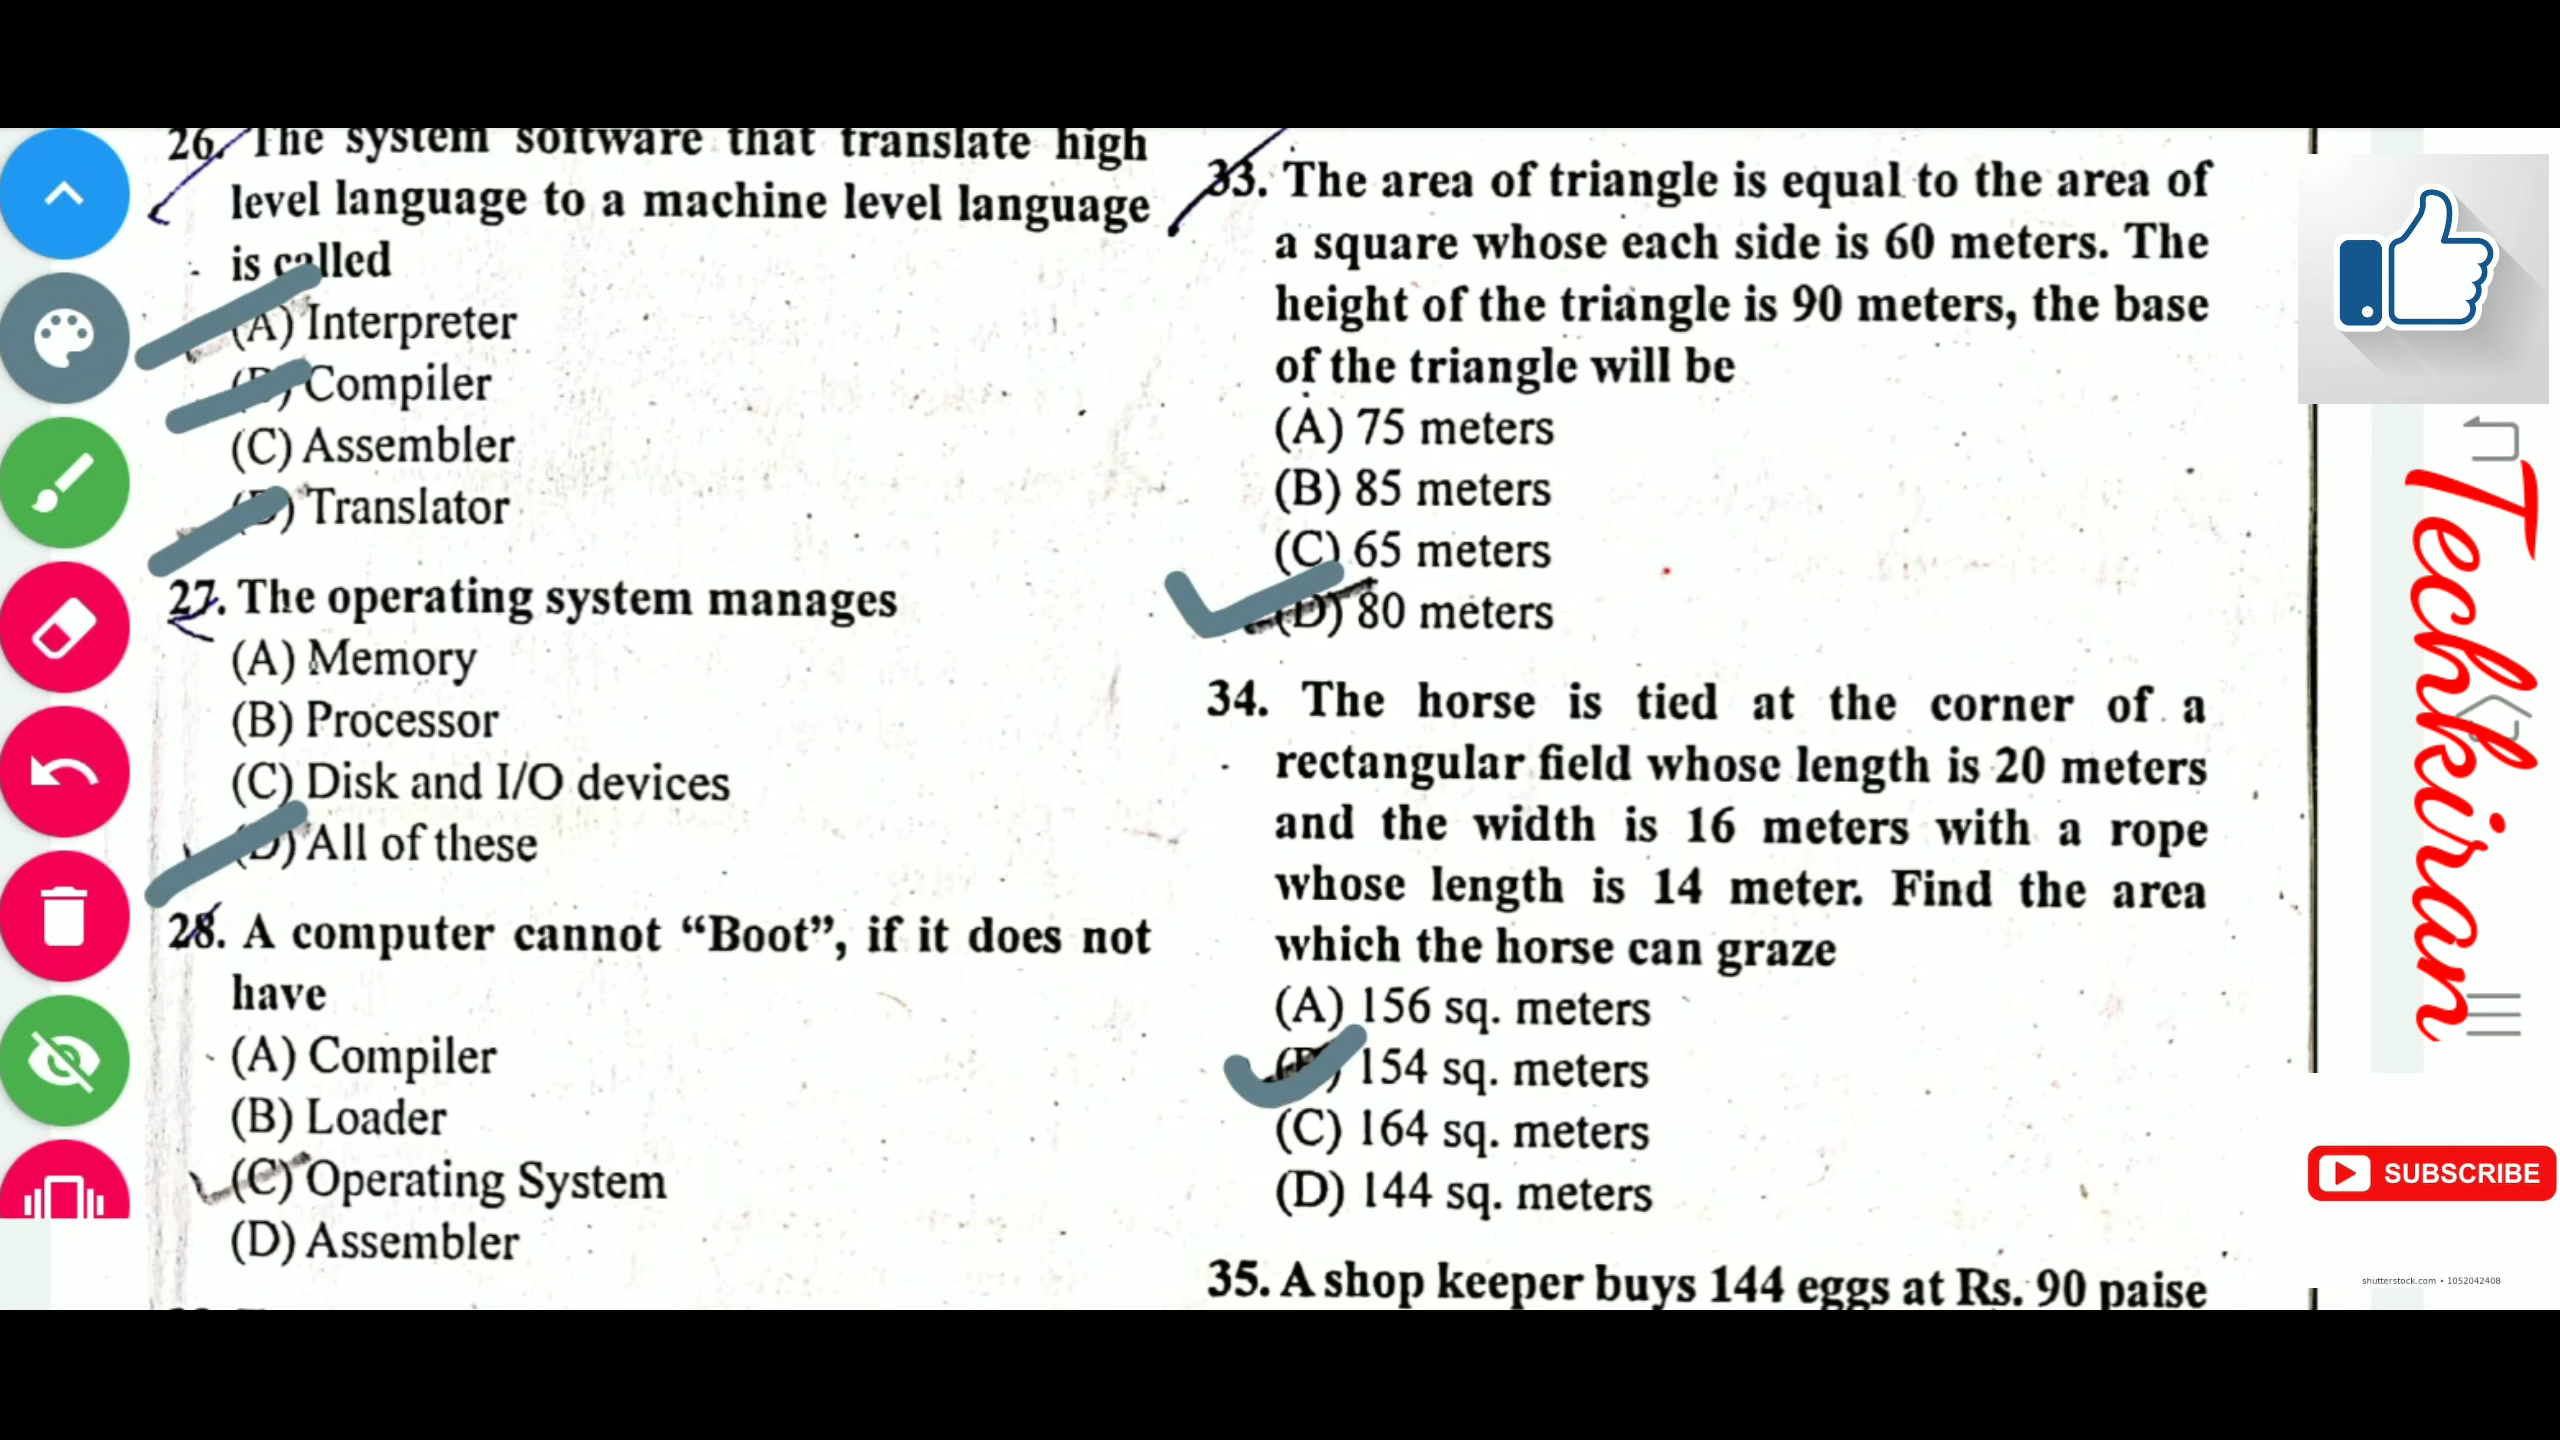 26. The system software that translate high
level language to a machine level language
is called
(A) Interpreter
Compiler
(C) Assembler
Translator
27. The operating system manages
(A) Memory
(B) Processor
(C) Disk and I/O devices
(D) All of these
28. A computer cannot “Boot”, if it does not
have
(A) Compiler
(B) Loader
(C) Operating System
(D) Assembler
33. The area of triangle is equal to the area of
a square whose each side is 60 meters. The
height of the triangle is 90 meters, the base
of the triangle will be
(A) 75 meters
(B) 85 meters
(C) 65 meters
(D) 80 meters
34. The horse is tied at the corner of a
rectangular field whose length is 20 meters
and the width is 16 meters with a rope
whose length is 14 meter. Find the area
which the horse can graze
(A) 156 sq. meters
154 sq. meters
(C) 164 sq. meters
(D) 144 sq. meters
35. A shop keeper buys 144 eggs at Rs. 90 paise
Techkiran
SUBSCRIBE
shutterstock.com • 1052042408